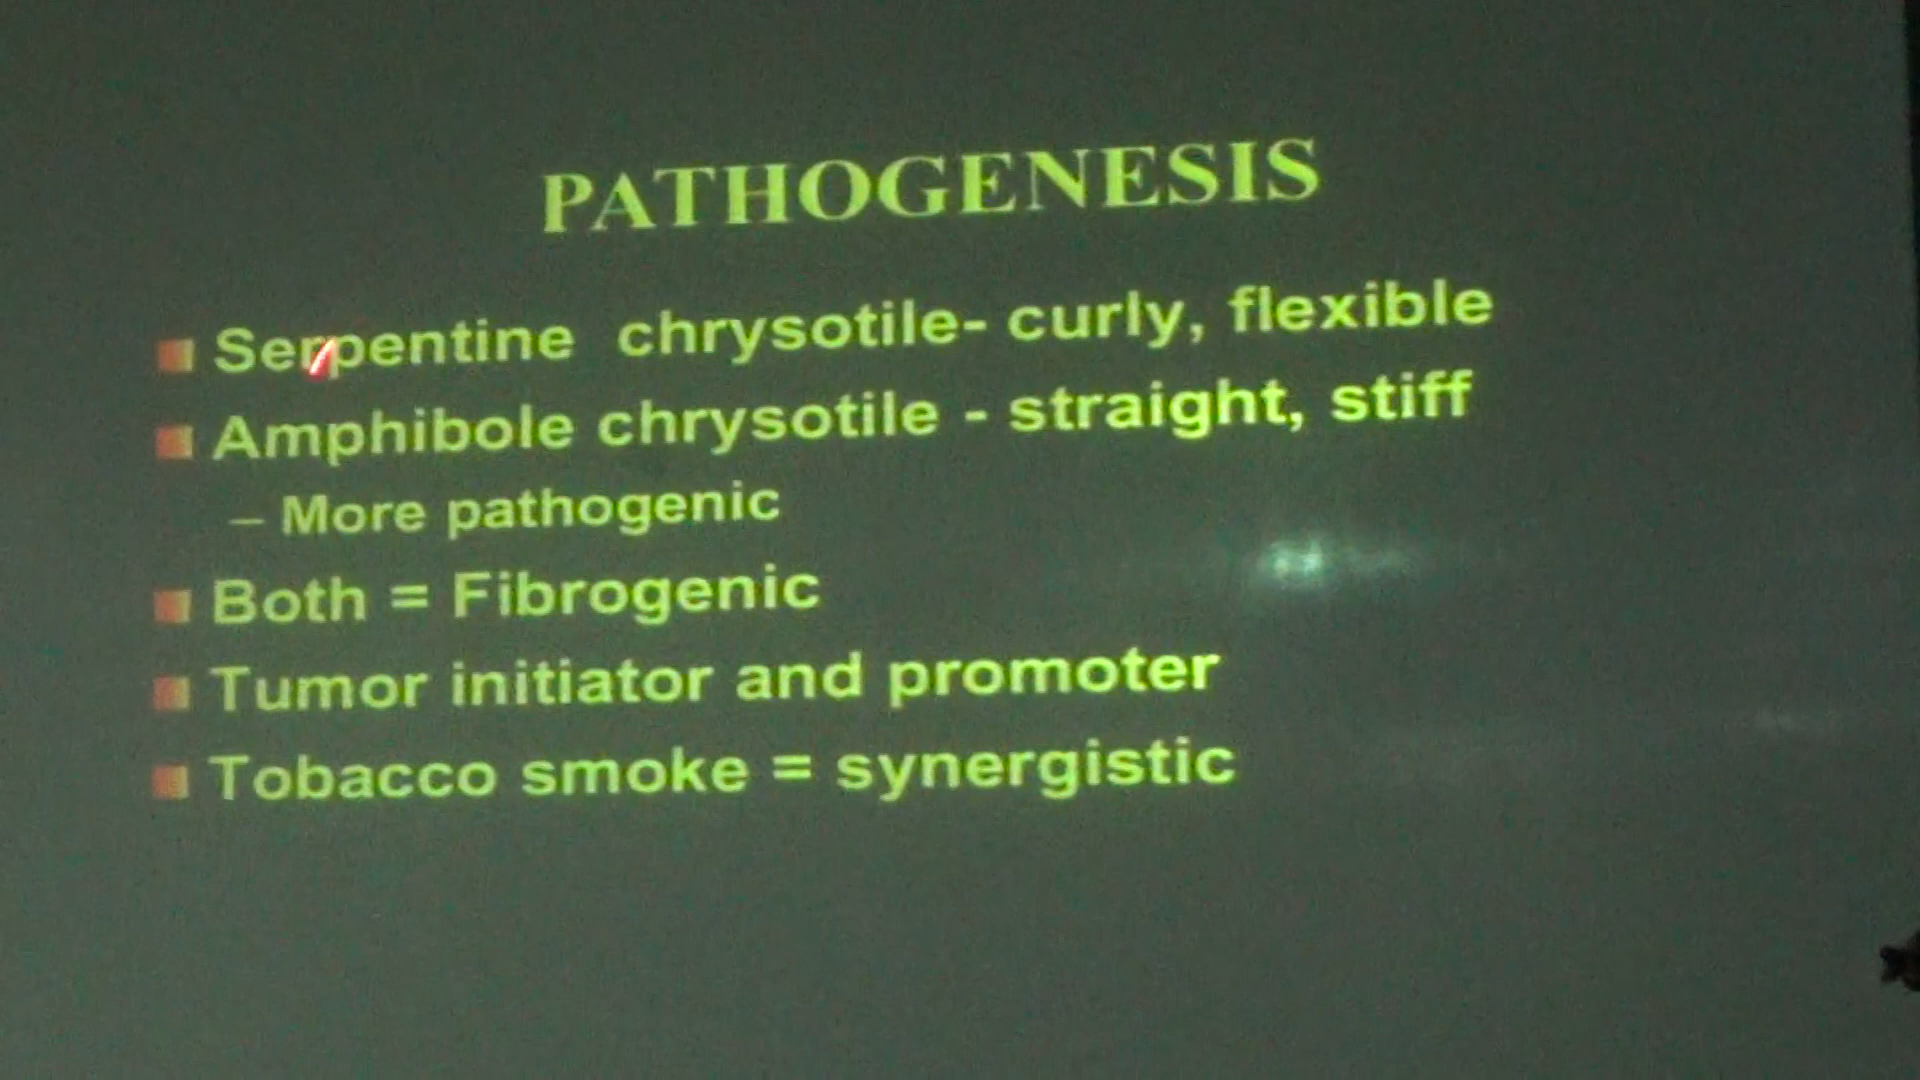 PATHOGENESIS
Serpentine chrysotile- curly, flexible
Amphibole chrysotile - straight, stiff
– More pathogenic
Both = Fibrogenic
Tumor initiator and promoter
Tobacco smoke = synergistic